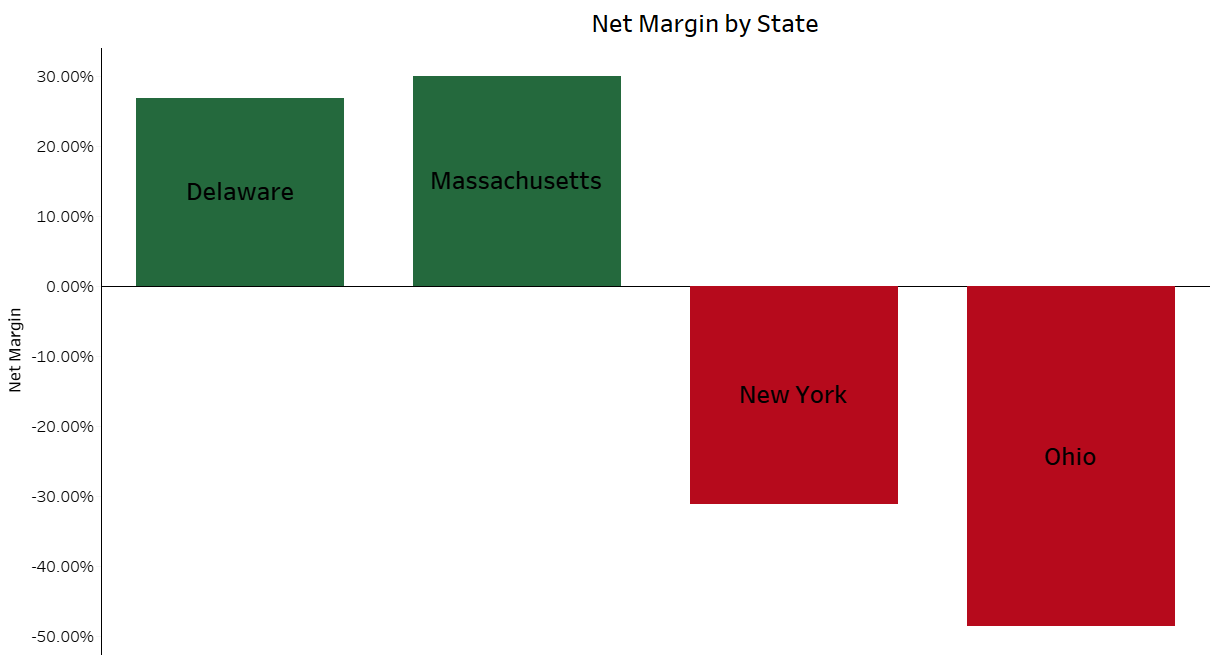 Net Margin by State
30.00%
20.00%
10.00%
0.00%
-10.00%
-20.00%
-30.00%
-40.00%
-50.00%
Net Margin
Delaware
Massachusetts
New York
Ohio